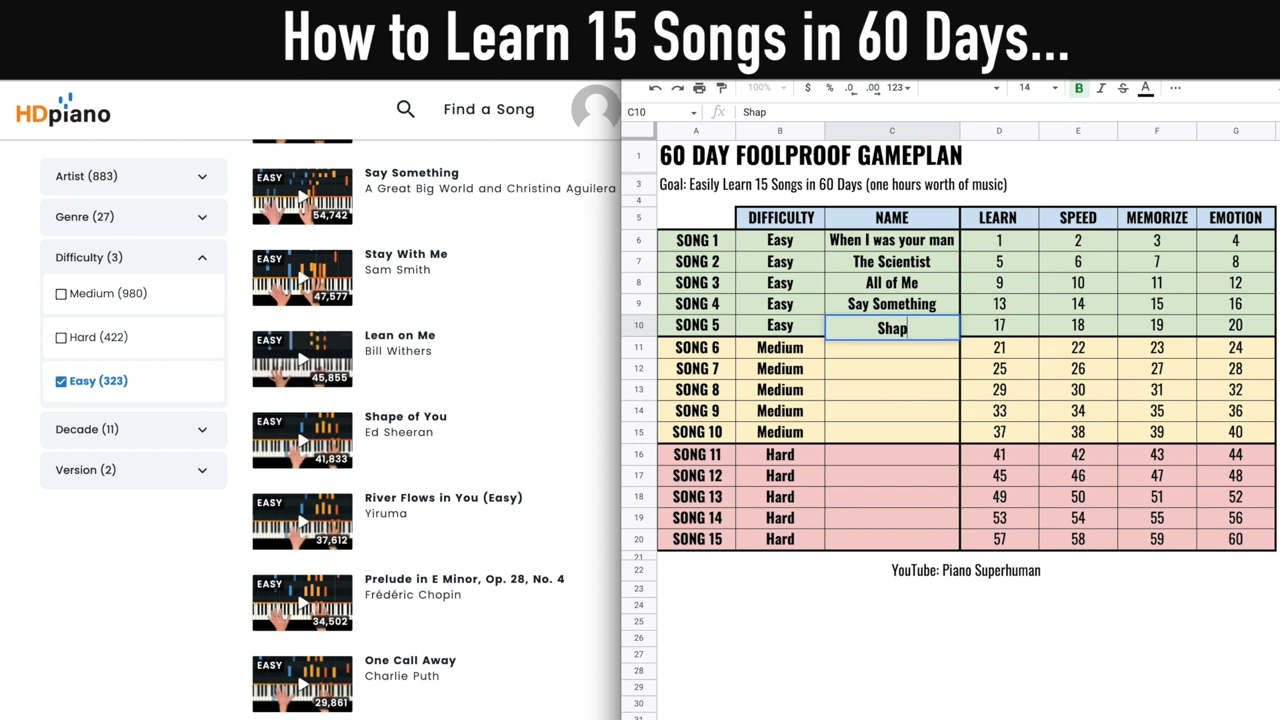 How to Learn 15 Songs in 60 Days...
HDpiano
Find a Song
Artist (883)
Genre (27)
Difficulty (3)
Medium (980)
Hard (422)
Easy (323)
Decade (11)
Version (2)
EASY
54,742
Say Something
A Great Big World and Christina Aguilera
EASY
47,577
Stay With Me
Sam Smith
EASY
45,855
Lean on Me
Bill Withers
EASY
41,833
Shape of You
Ed Sheeran
EASY
37,612
River Flows in You (Easy)
Yiruma
EASY
34,502
Prelude in E Minor, Op. 28, No. 4
Frédéric Chopin
EASY
29,861
One Call Away
Charlie Puth
100% $ % .0 .00 123 14 B I S A
C10 fx Shap
A B C D E F G
1 60 DAY FOOLPROOF GAMEPLAN
3 Goal: Easily Learn 15 Songs in 60 Days (one hours worth of music)
4
5 DIFFICULTY NAME LEARN SPEED MEMORIZE EMOTION
6 SONG 1 Easy When I was your man 1 2 3 4
7 SONG 2 Easy The Scientist 5 6 7 8
8 SONG 3 Easy All of Me 9 10 11 12
9 SONG 4 Easy Say Something 13 14 15 16
10 SONG 5 Easy Shap 17 18 19 20
11 SONG 6 Medium 21 22 23 24
12 SONG 7 Medium 25 26 27 28
13 SONG 8 Medium 29 30 31 32
14 SONG 9 Medium 33 34 35 36
15 SONG 10 Medium 37 38 39 40
16 SONG 11 Hard 41 42 43 44
17 SONG 12 Hard 45 46 47 48
18 SONG 13 Hard 49 50 51 52
19 SONG 14 Hard 53 54 55 56
20 SONG 15 Hard 57 58 59 60
21
22 YouTube: Piano Superhuman
23
24
25
26
27
28
29
30
31